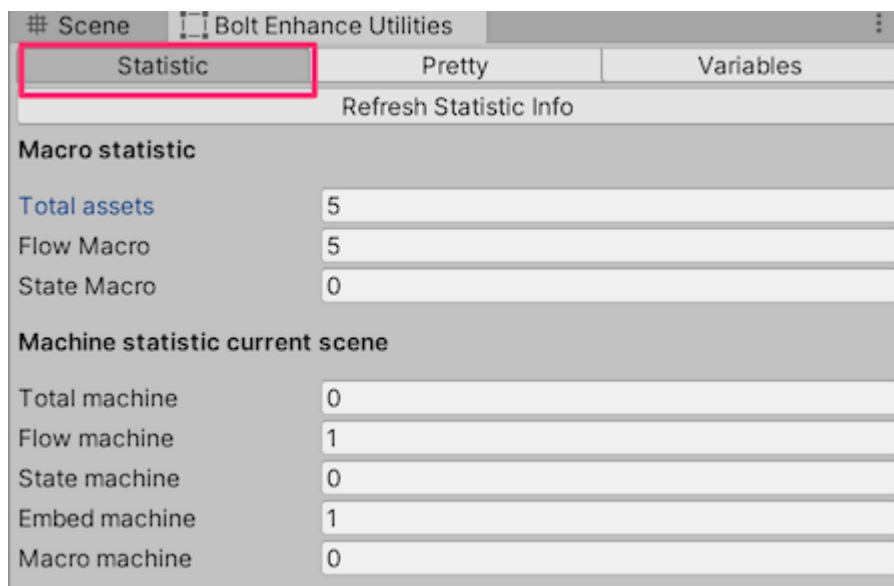 Scene Bolt Enhance Utilities
Statistic Pretty Variables
Refresh Statistic Info
Macro statistic
Total assets 5
Flow Macro 5
State Macro 0
Machine statistic current scene
Total machine 0
Flow machine 1
State machine 0
Embed machine 1
Macro machine 0